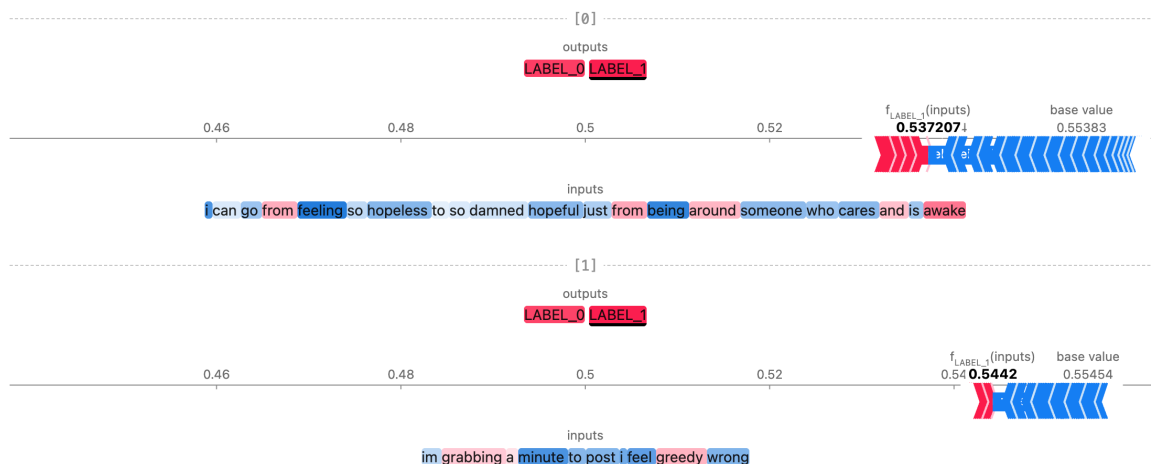 [0]
outputs
LABEL_0 LABEL_1
f LABEL_1 (inputs) base value
0.46 0.48 0.5 0.52 0.537207 0.55383
inputs
i can go from feeling so hopeless to so damned hopeful just from being around someone who cares and is awake
[1]
outputs
LABEL_0 LABEL_1
f LABEL_1 (inputs) base value
0.46 0.48 0.5 0.52 0.5442 0.55454
inputs
im grabbing a minute to post i feel greedy wrong